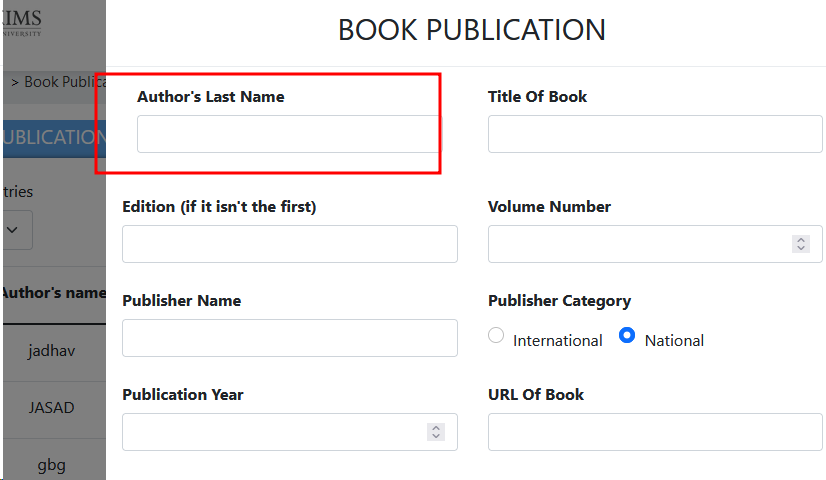 KIMS
UNIVERSITY
BOOK PUBLICATION
> Book Publica
Author's Last Name
Title Of Book
UBLICATION
tries
Edition (if it isn't the first)
Volume Number
Author's name
Publisher Name
Publisher Category
International
National
jadhav
Publication Year
URL Of Book
JASAD
gbg